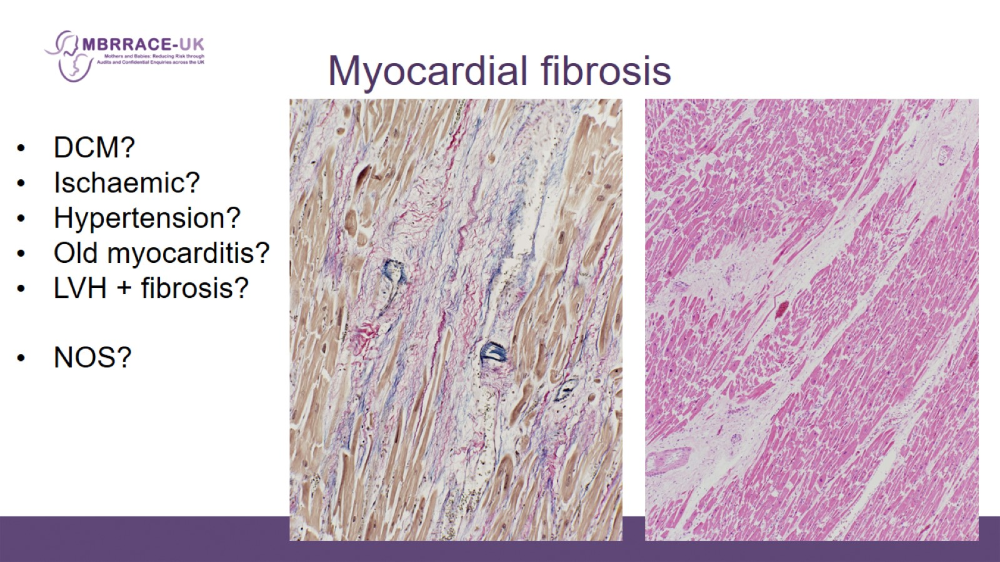 MBRRACE-UK
Mothers and Babies: Reducing Risk through
Audits and Confidential Enquiries across the UK
Myocardial fibrosis
• DCM?
• Ischaemic?
• Hypertension?
• Old myocarditis?
• LVH + fibrosis?
• NOS?